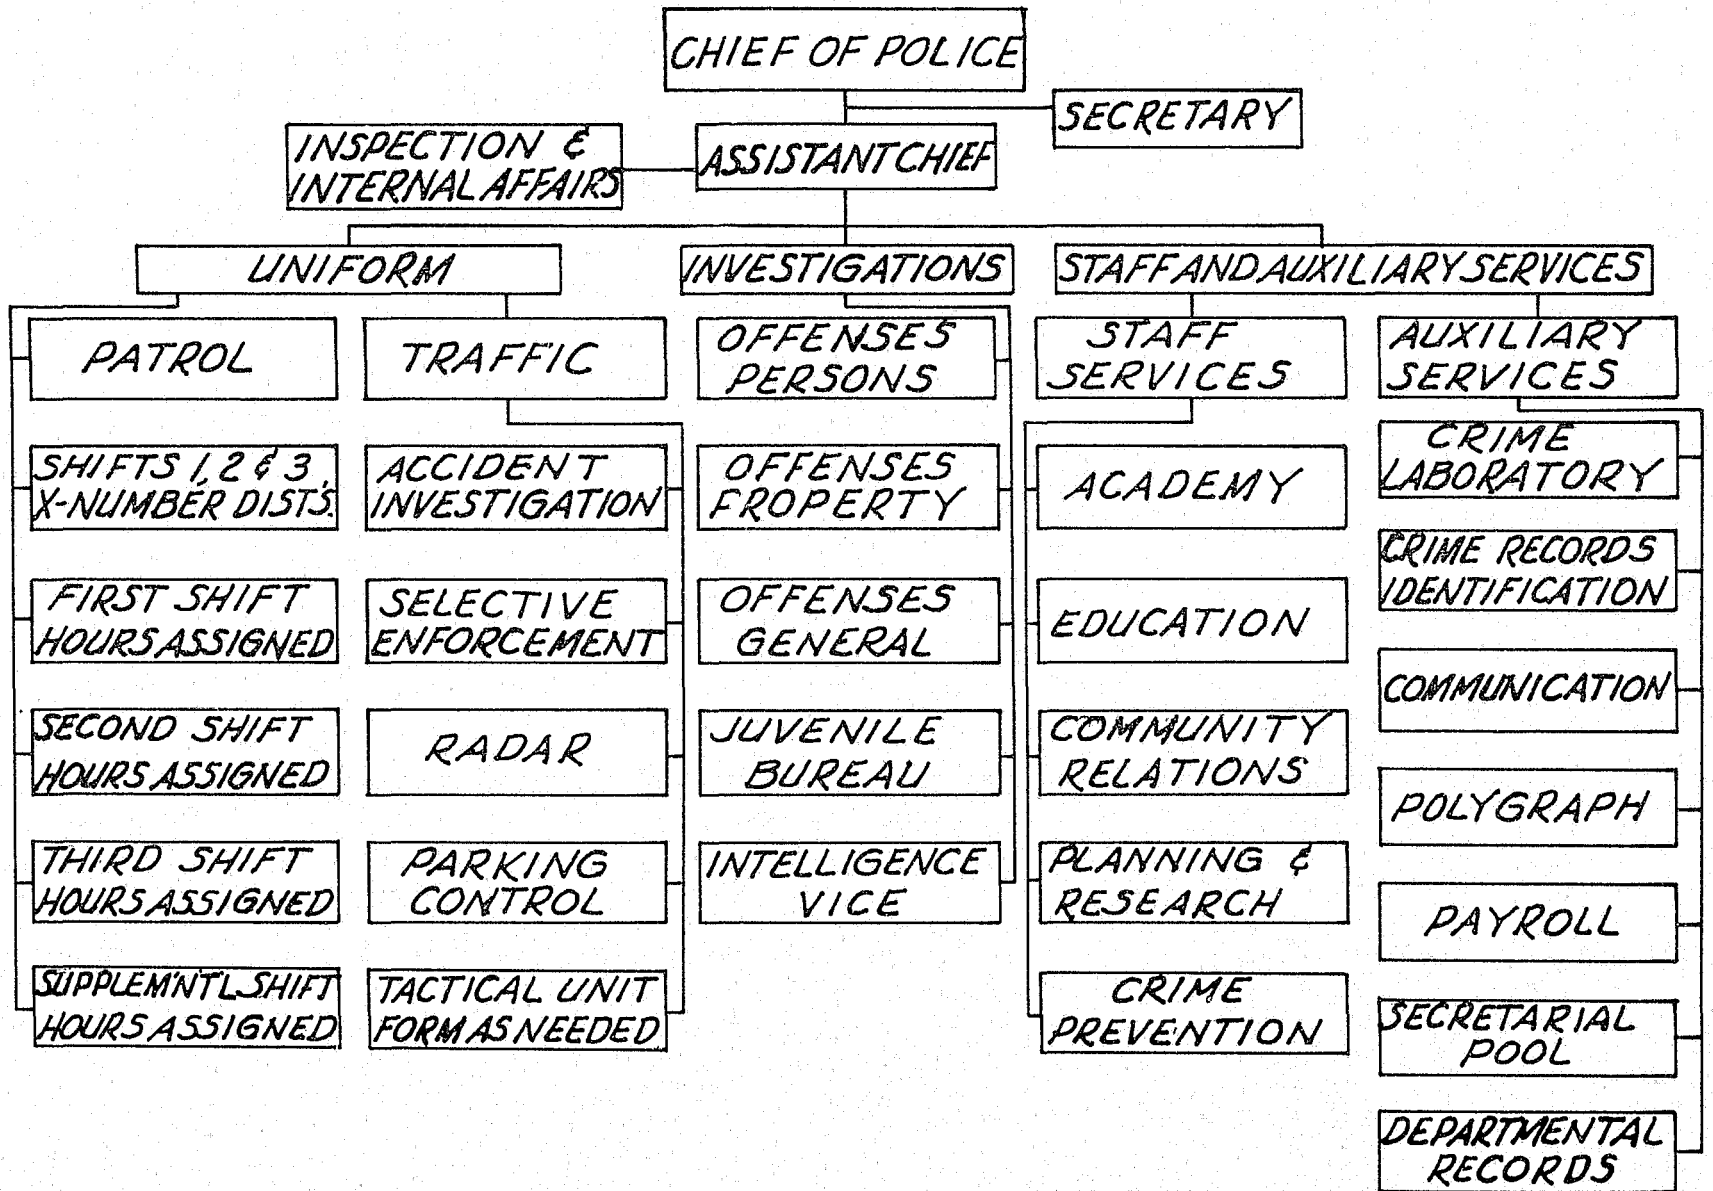 CHIEF OF POLICE
SECRETARY
INSPECTION &
INTERNAL AFFAIRS
ASSISTANT CHIEF
UNIFORM
INVESTIGATIONS
STAFF AND AUXILIARY SERVICES
PATROL
SHIFTS 1, 2 & 3,
X-NUMBER DISTS.
FIRST SHIFT
HOURS ASSIGNED
SECOND SHIFT
HOURS ASSIGNED
THIRD SHIFT
HOURS ASSIGNED
SUPPLEM'NTL SHIFT
HOURS ASSIGNED
TRAFFIC
ACCIDENT
INVESTIGATION
SELECTIVE
ENFORCEMENT
RADAR
PARKING
CONTROL
TACTICAL UNIT
FORM AS NEEDED
OFFENSES
PERSONS
OFFENSES
FROPERTY
OFFENSES
GENERAL
JUVENILE
BUREAU
INTELLIGENCE
VICE
STAFF
SERVICES
ACADEMY
EDUCATION
COMMUNITY
RELATIONS
PLANNING &
RESEARCH
CRIME
PREVENTION
AUXILIARY
SERVICES
CRIME
LABORATORY
CRIME RECORDS
IDENTIFICATION
COMMUNICATION
POLYGRAPH
PAYROLL
SECRETARIAL
POOL
DEPARTMENTAL
RECORDS